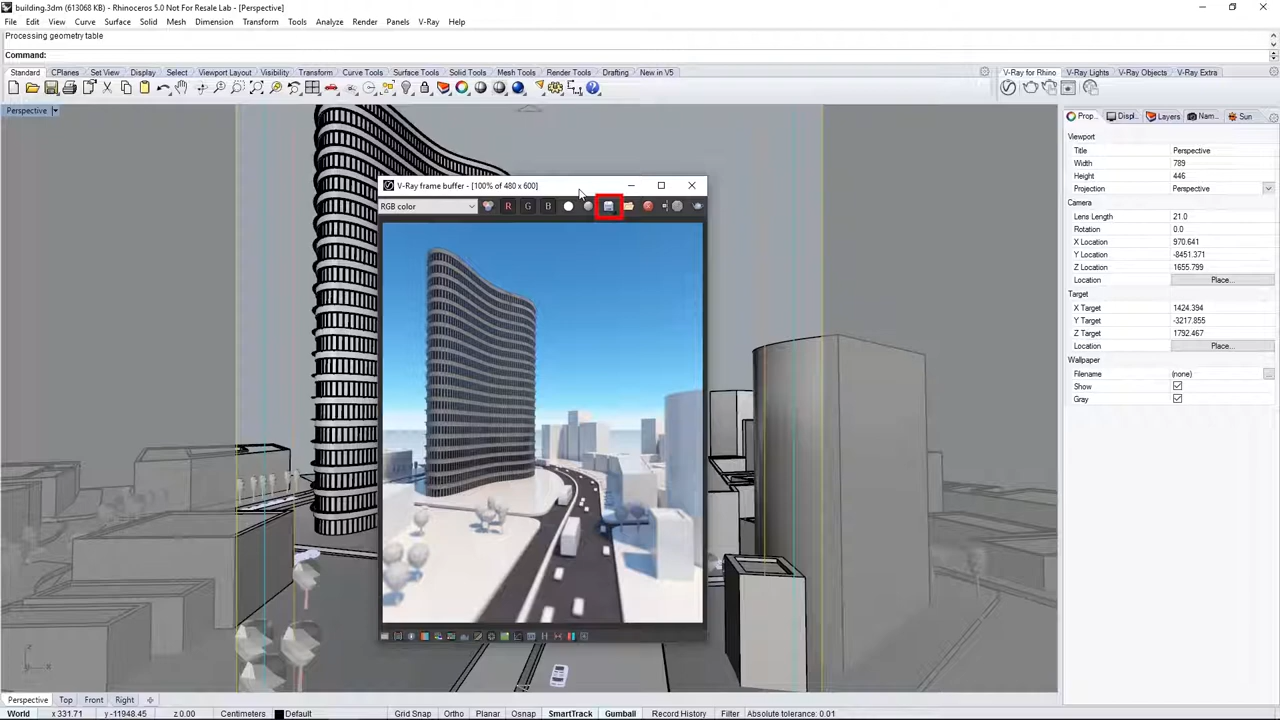 building.3dm (613068 KB) - Rhinoceros 5.0 Not For Resale Lab - [Perspective]
File Edit View Curve Surface Solid Mesh Dimension Transform Tools Analyze Render Panels V-Ray Help
Processing geometry table
Command:
Standard CPlanes Set View Display Select Viewport Layout Visibility Transform Curve Tools Surface Tools Solid Tools Mesh Tools Render Tools Drafting New in V5
V-Ray for Rhino V-Ray Lights V-Ray Objects V-Ray Extra
Perspective
Prop... Displ... Layers Nam... Sun
Viewport
Title Perspective
Width 789
Height 446
Projection Perspective
Camera
Lens Length 21.0
Rotation 0.0
X Location 970.641
Y Location -8451.371
Z Location 1655.799
Location Place...
Target
X Target 1424.394
Y Target -3217.855
Z Target 1792.467
Location Place...
Wallpaper
Filename (none) ...
Show
Gray
V-Ray frame buffer - [100% of 480 x 600]
RGB color R G B
z x
Perspective Top Front Right
World x 331.71 y -11948.45 z 0.00 Centimeters Default Grid Snap Ortho Planar Osnap SmartTrack Gumball Record History Filter Absolute tolerance: 0.01